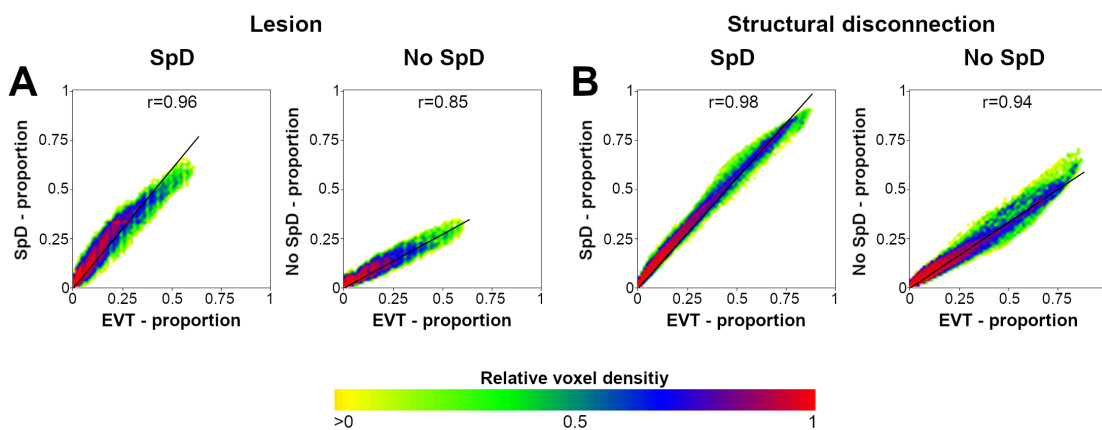 Lesion
Structural disconnection
A
SpD
No SpD
B
SpD
No SpD
r=0.96
r=0.85
r=0.98
r=0.94
SpD - proportion
1
0.75
0.5
0.25
0
0
0.25
0.5
0.75
1
EVT - proportion
No SpD - proportion
1
0.75
0.5
0.25
0
0
0.25
0.5
0.75
1
EVT - proportion
SpD - proportion
1
0.75
0.5
0.25
0
0
0.25
0.5
0.75
1
EVT - proportion
No SpD - proportion
1
0.75
0.5
0.25
0
0
0.25
0.5
0.75
EVT - proportion
Relative voxel densitiy
>0
0.5
1